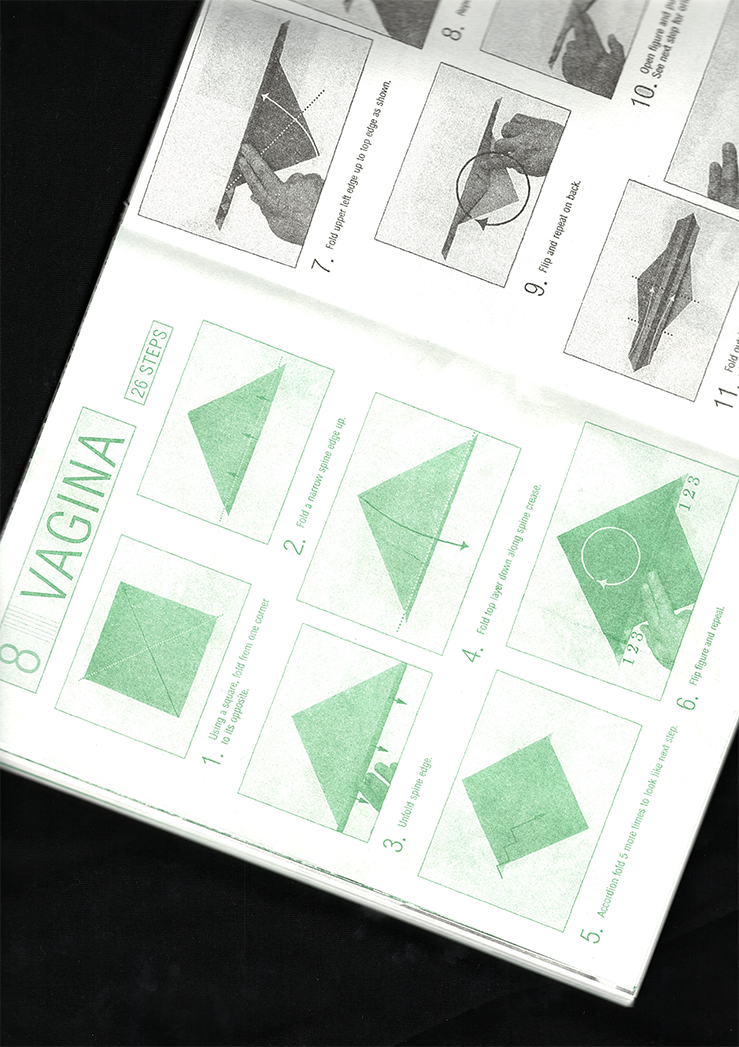 8 VAGINA
26 STEPS
1. Using a square, fold from one corner
to its opposite.
2. Fold a narrow spine edge up.
3. Unfold spine edge.
4. Fold top layer down along spine crease.
5. Accordion fold 5 more times to look like next step.
1 2 3
1 2 3
6. Flip figure and repeat.
7. Fold upper left edge up to top edge as shown.
8.
9. Flip and repeat on back.
10. Open figure and
See next step for
11. Fold